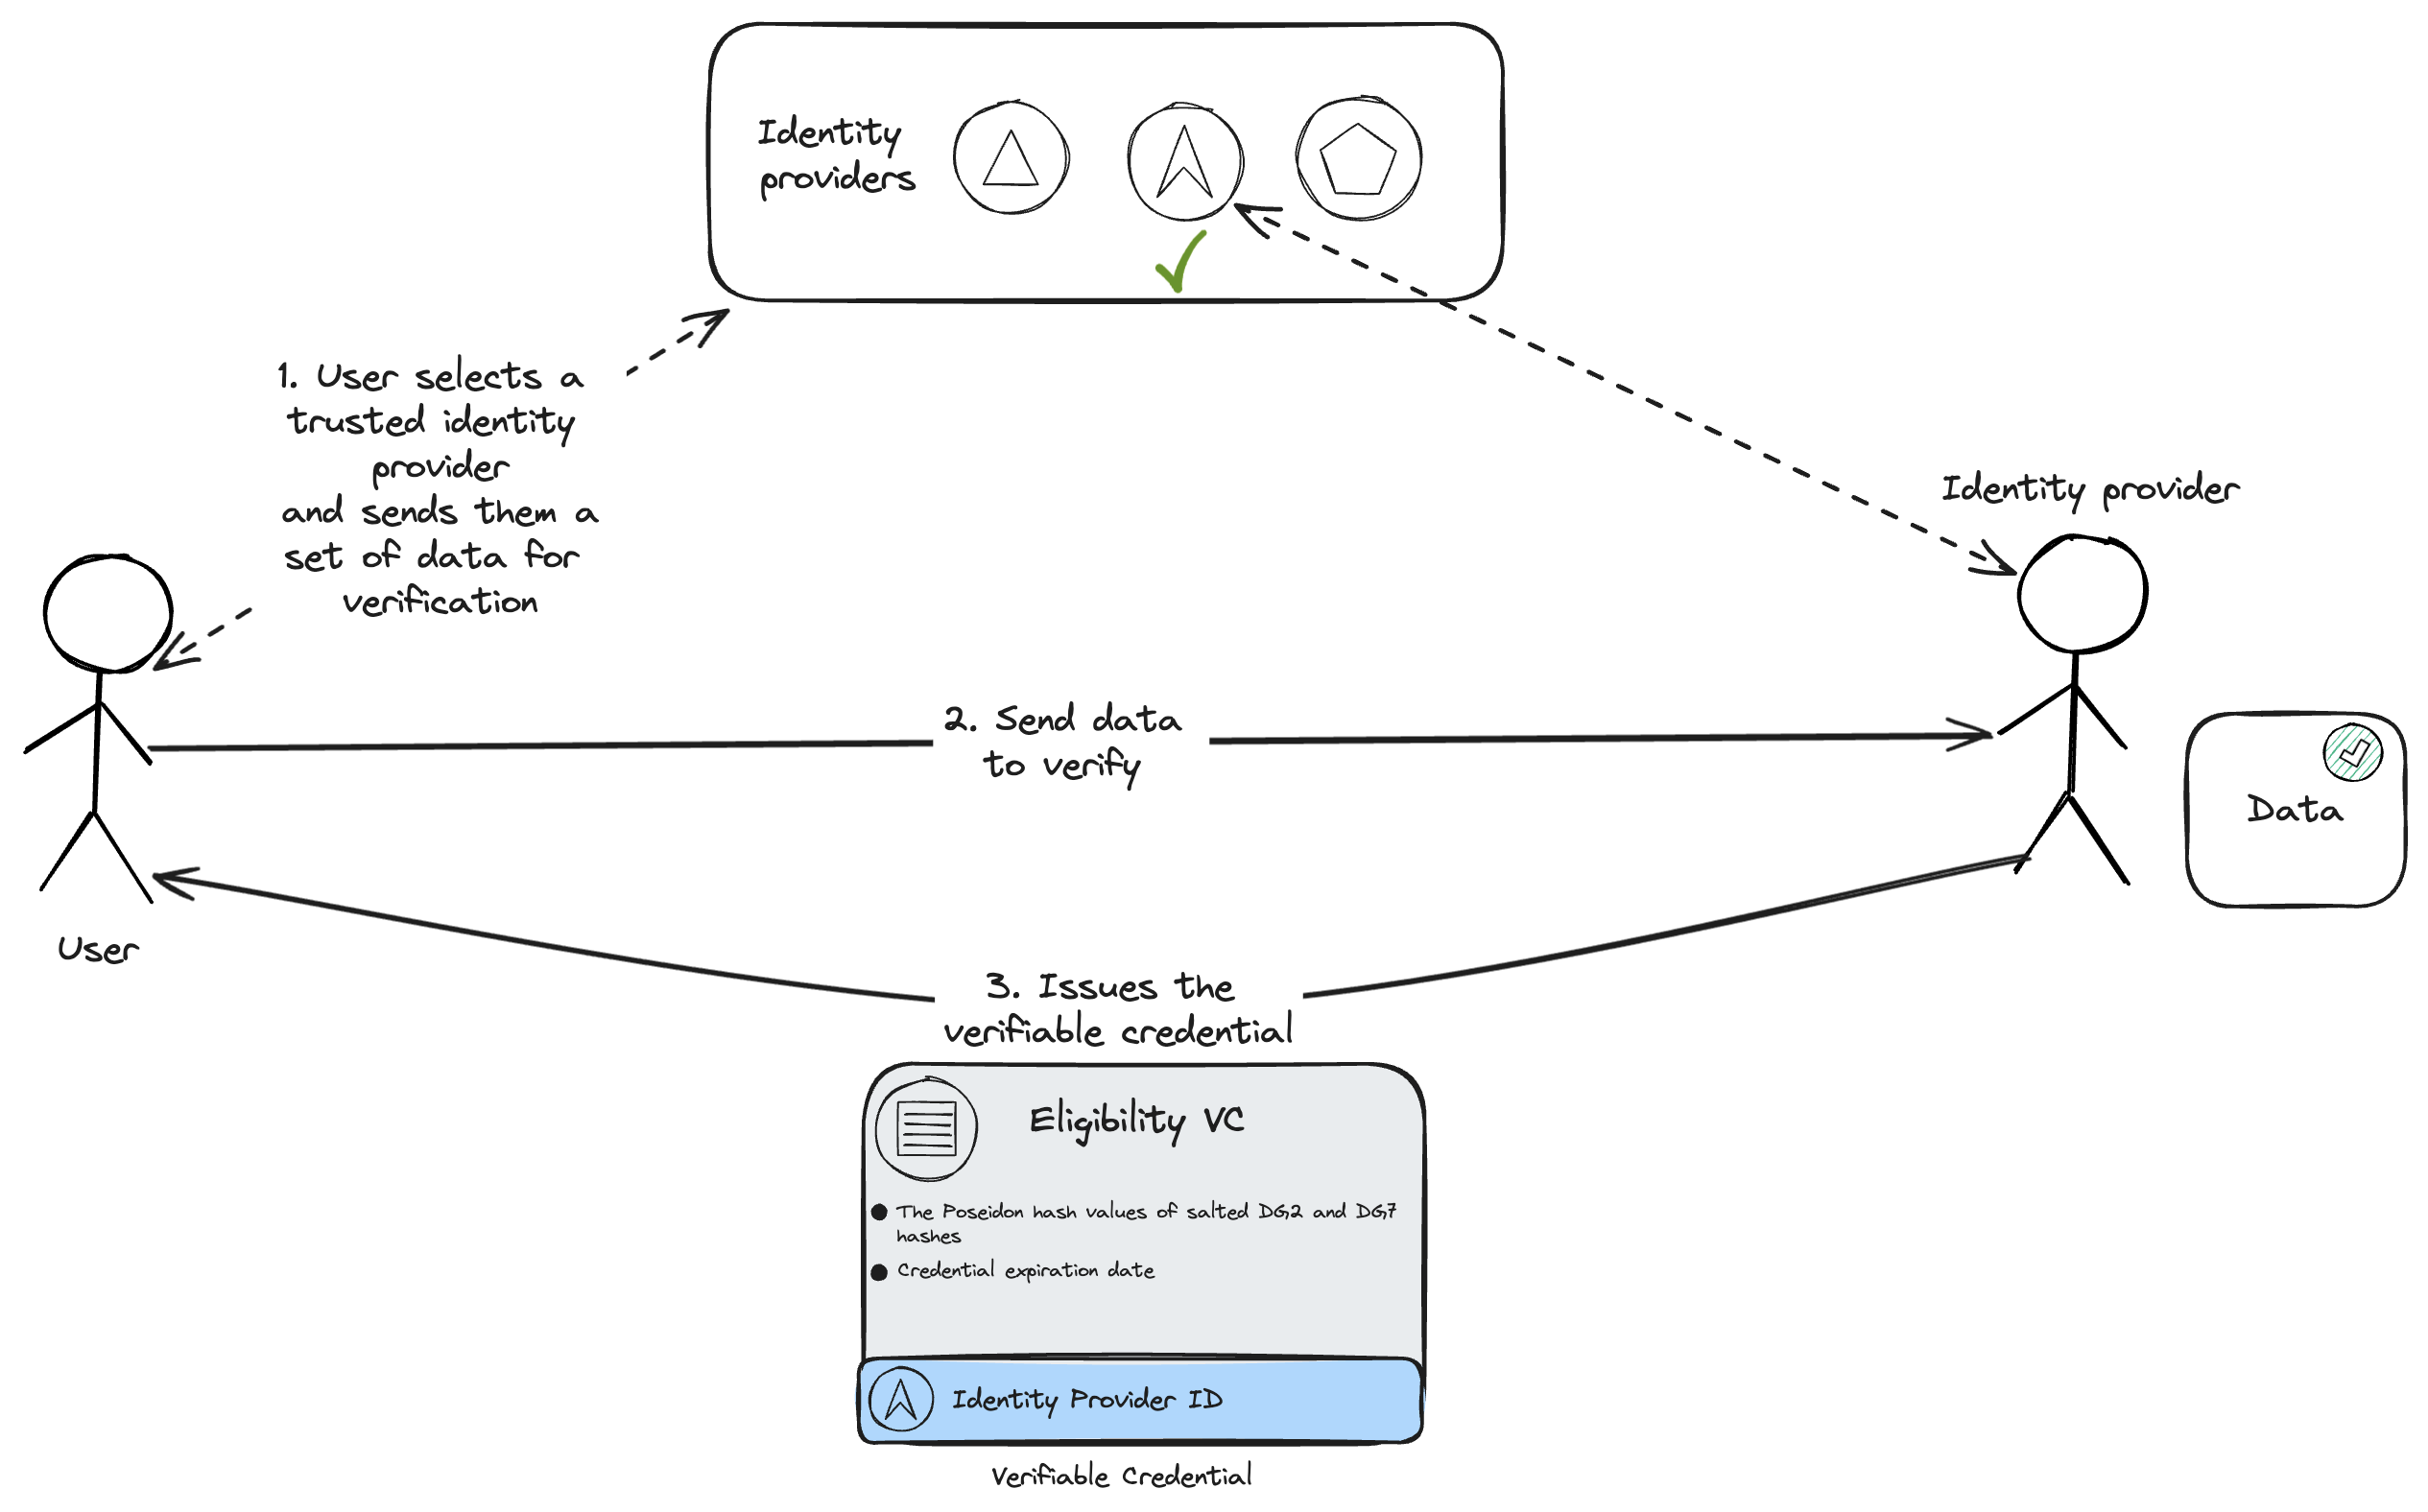 Identity
providers
1. User selects a
trusted identity
provider
and sends them a
set of data for
verification
Identity provider
2. Send data
to verify
Data
User
3. Issues the
verifiable credential
Eligibility VC
The Poseidon hash values of salted DG2 and DG7
hashes
Credential expiration date
Identity Provider ID
Verifiable Credential